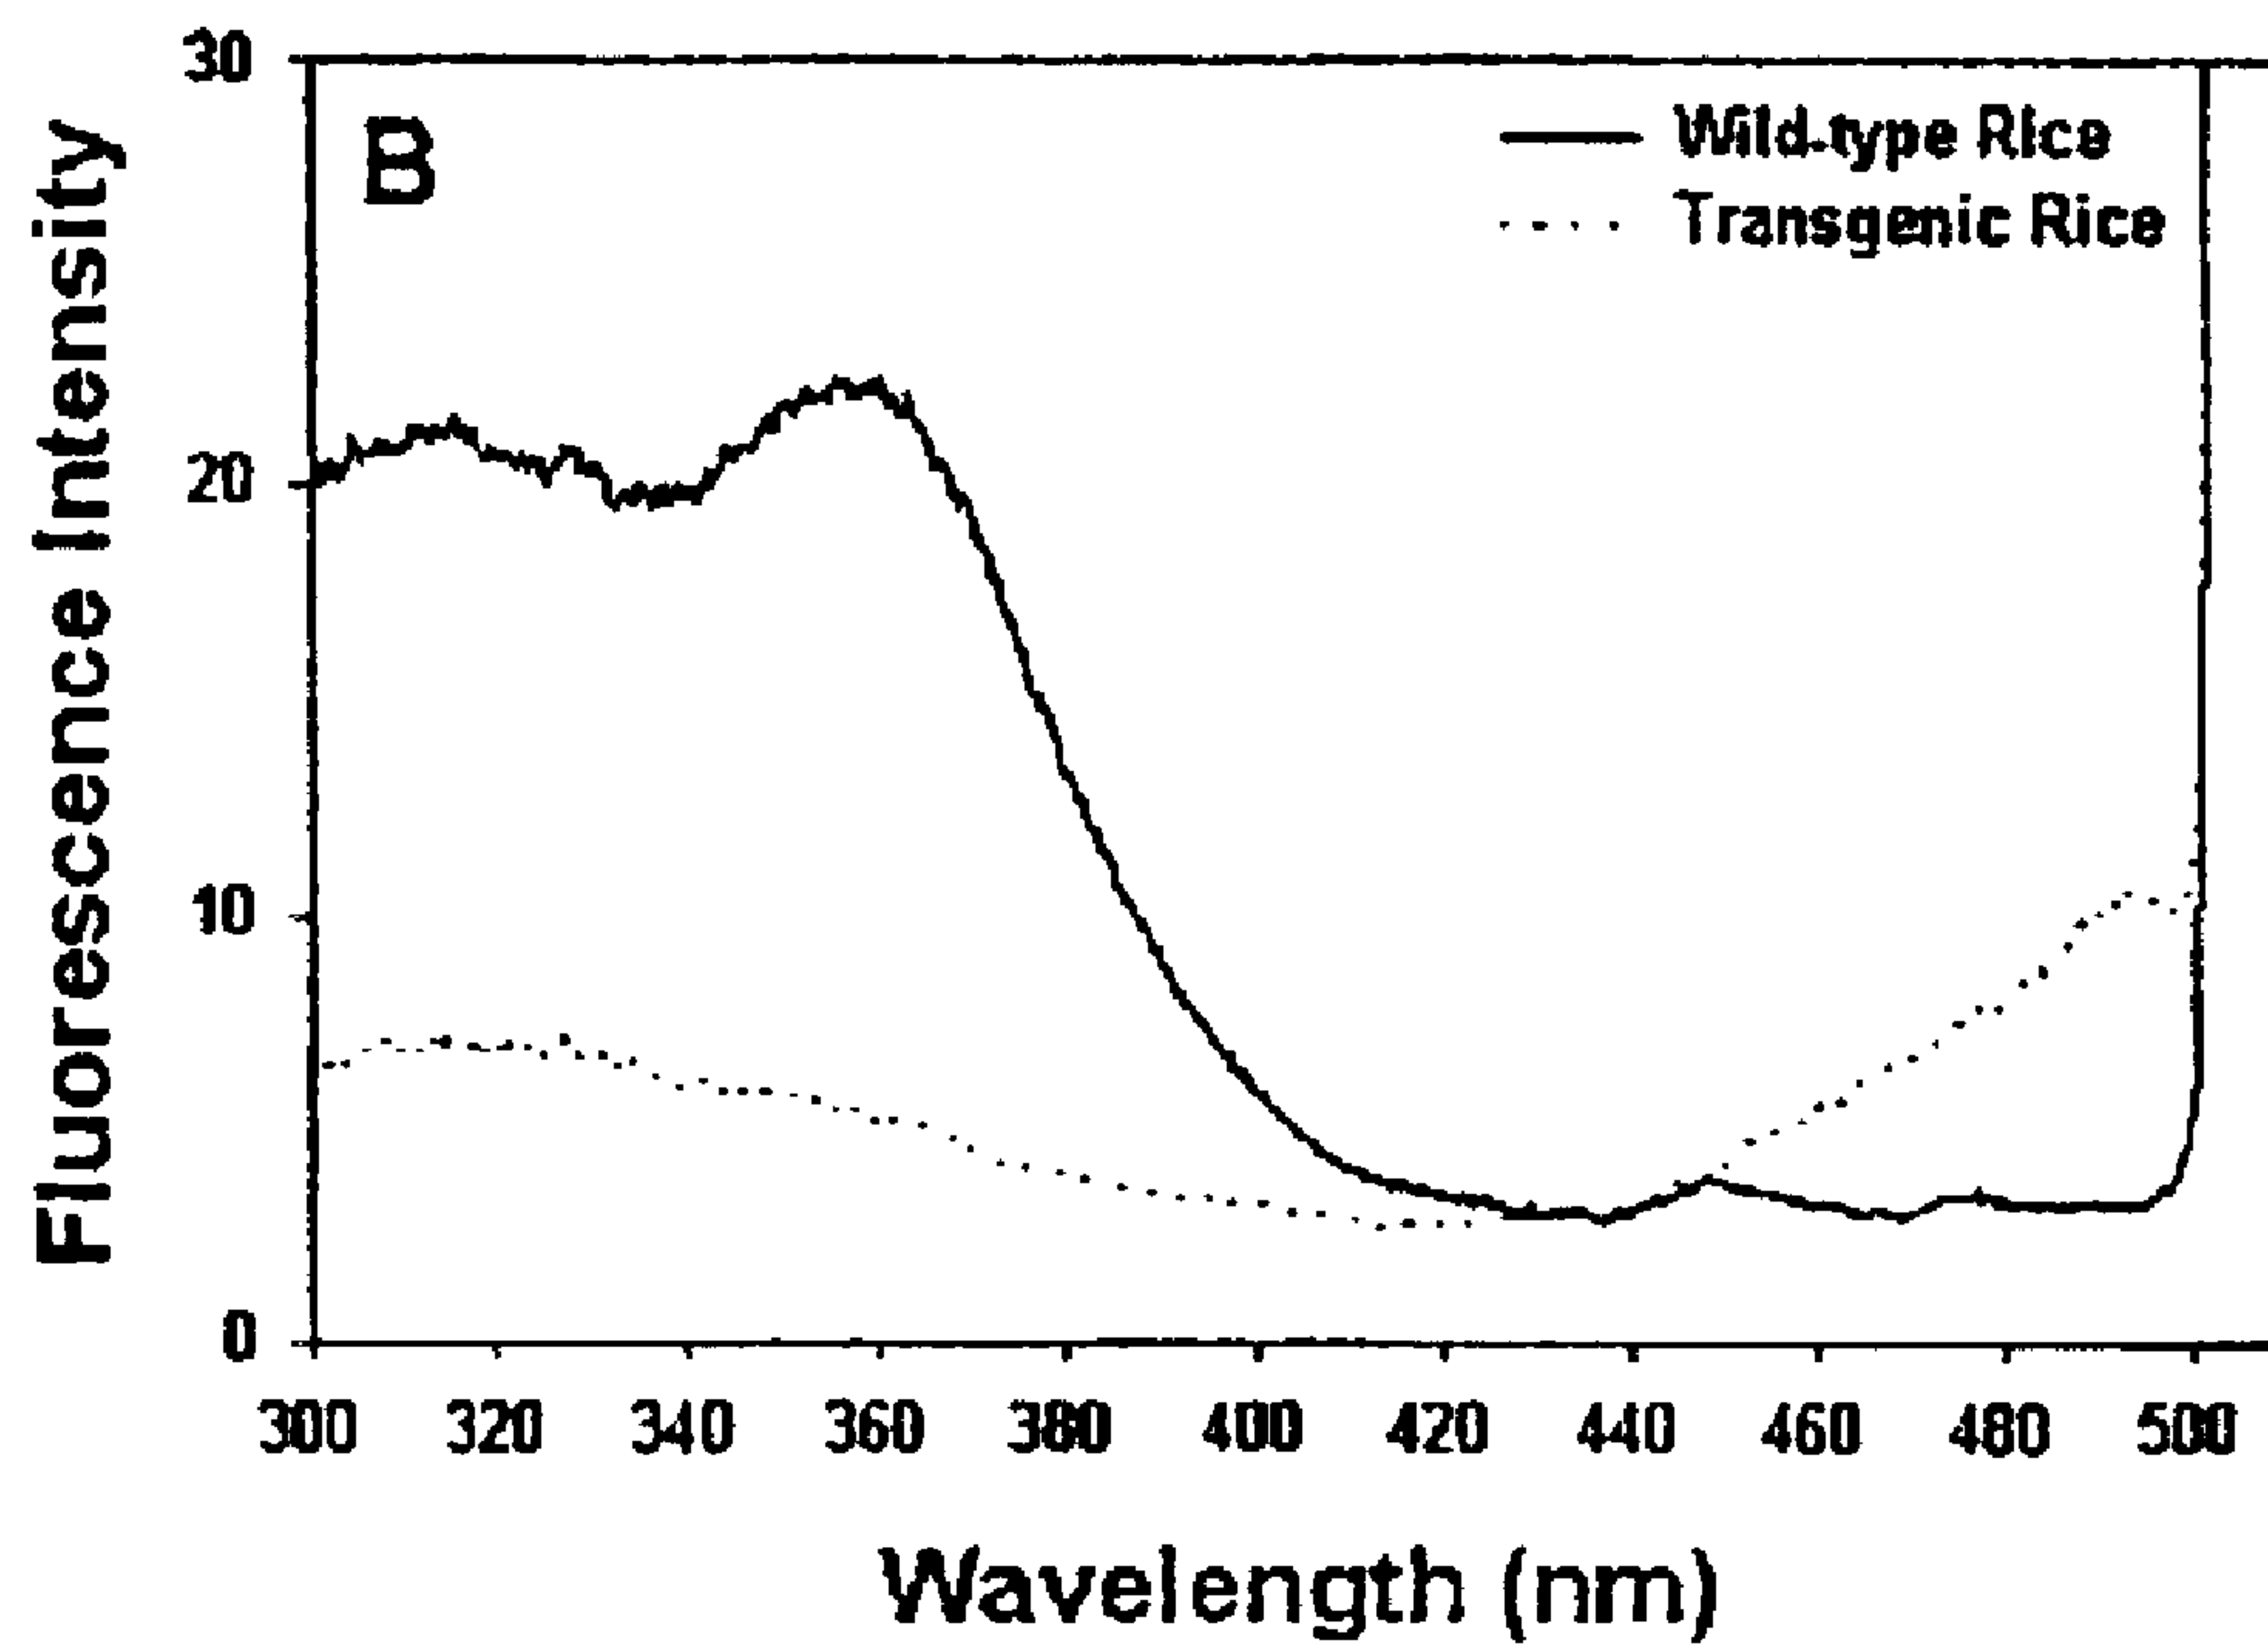 30
B
Wild-type Rice
Transgenic Rice
20
10
0
Fluorescence Intensity
300 320 340 360 380 400 420 440 460 480 500
Wavelength (nm)